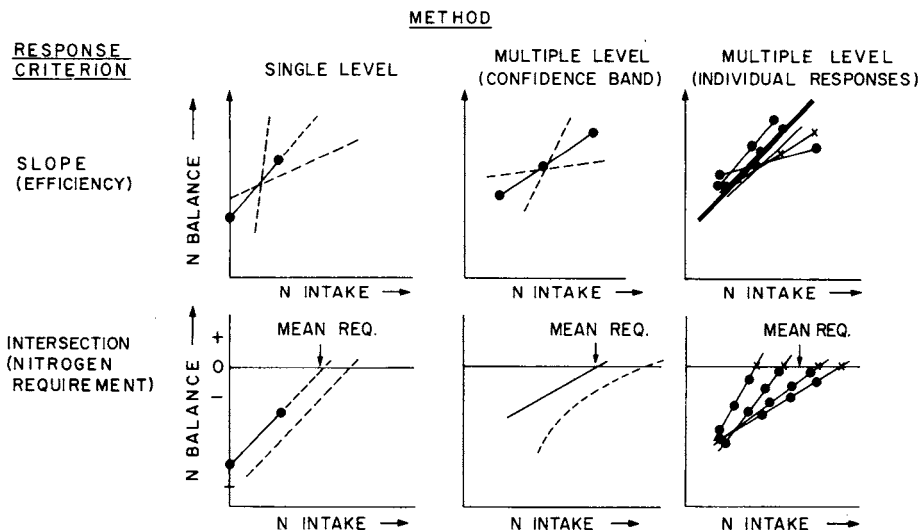 METHOD
RESPONSE
CRITERION
SINGLE LEVEL
MULTIPLE LEVEL
(CONFIDENCE BAND)
MULTIPLE LEVEL
(INDIVIDUAL RESPONSES)
SLOPE
(EFFICIENCY)
N BALANCE
N INTAKE
N INTAKE
N INTAKE
INTERSECTION
(NITROGEN
REQUIREMENT)
N BALANCE
+
0
−
MEAN REQ.
MEAN REQ.
MEAN REQ.
N INTAKE
N INTAKE
N INTAKE